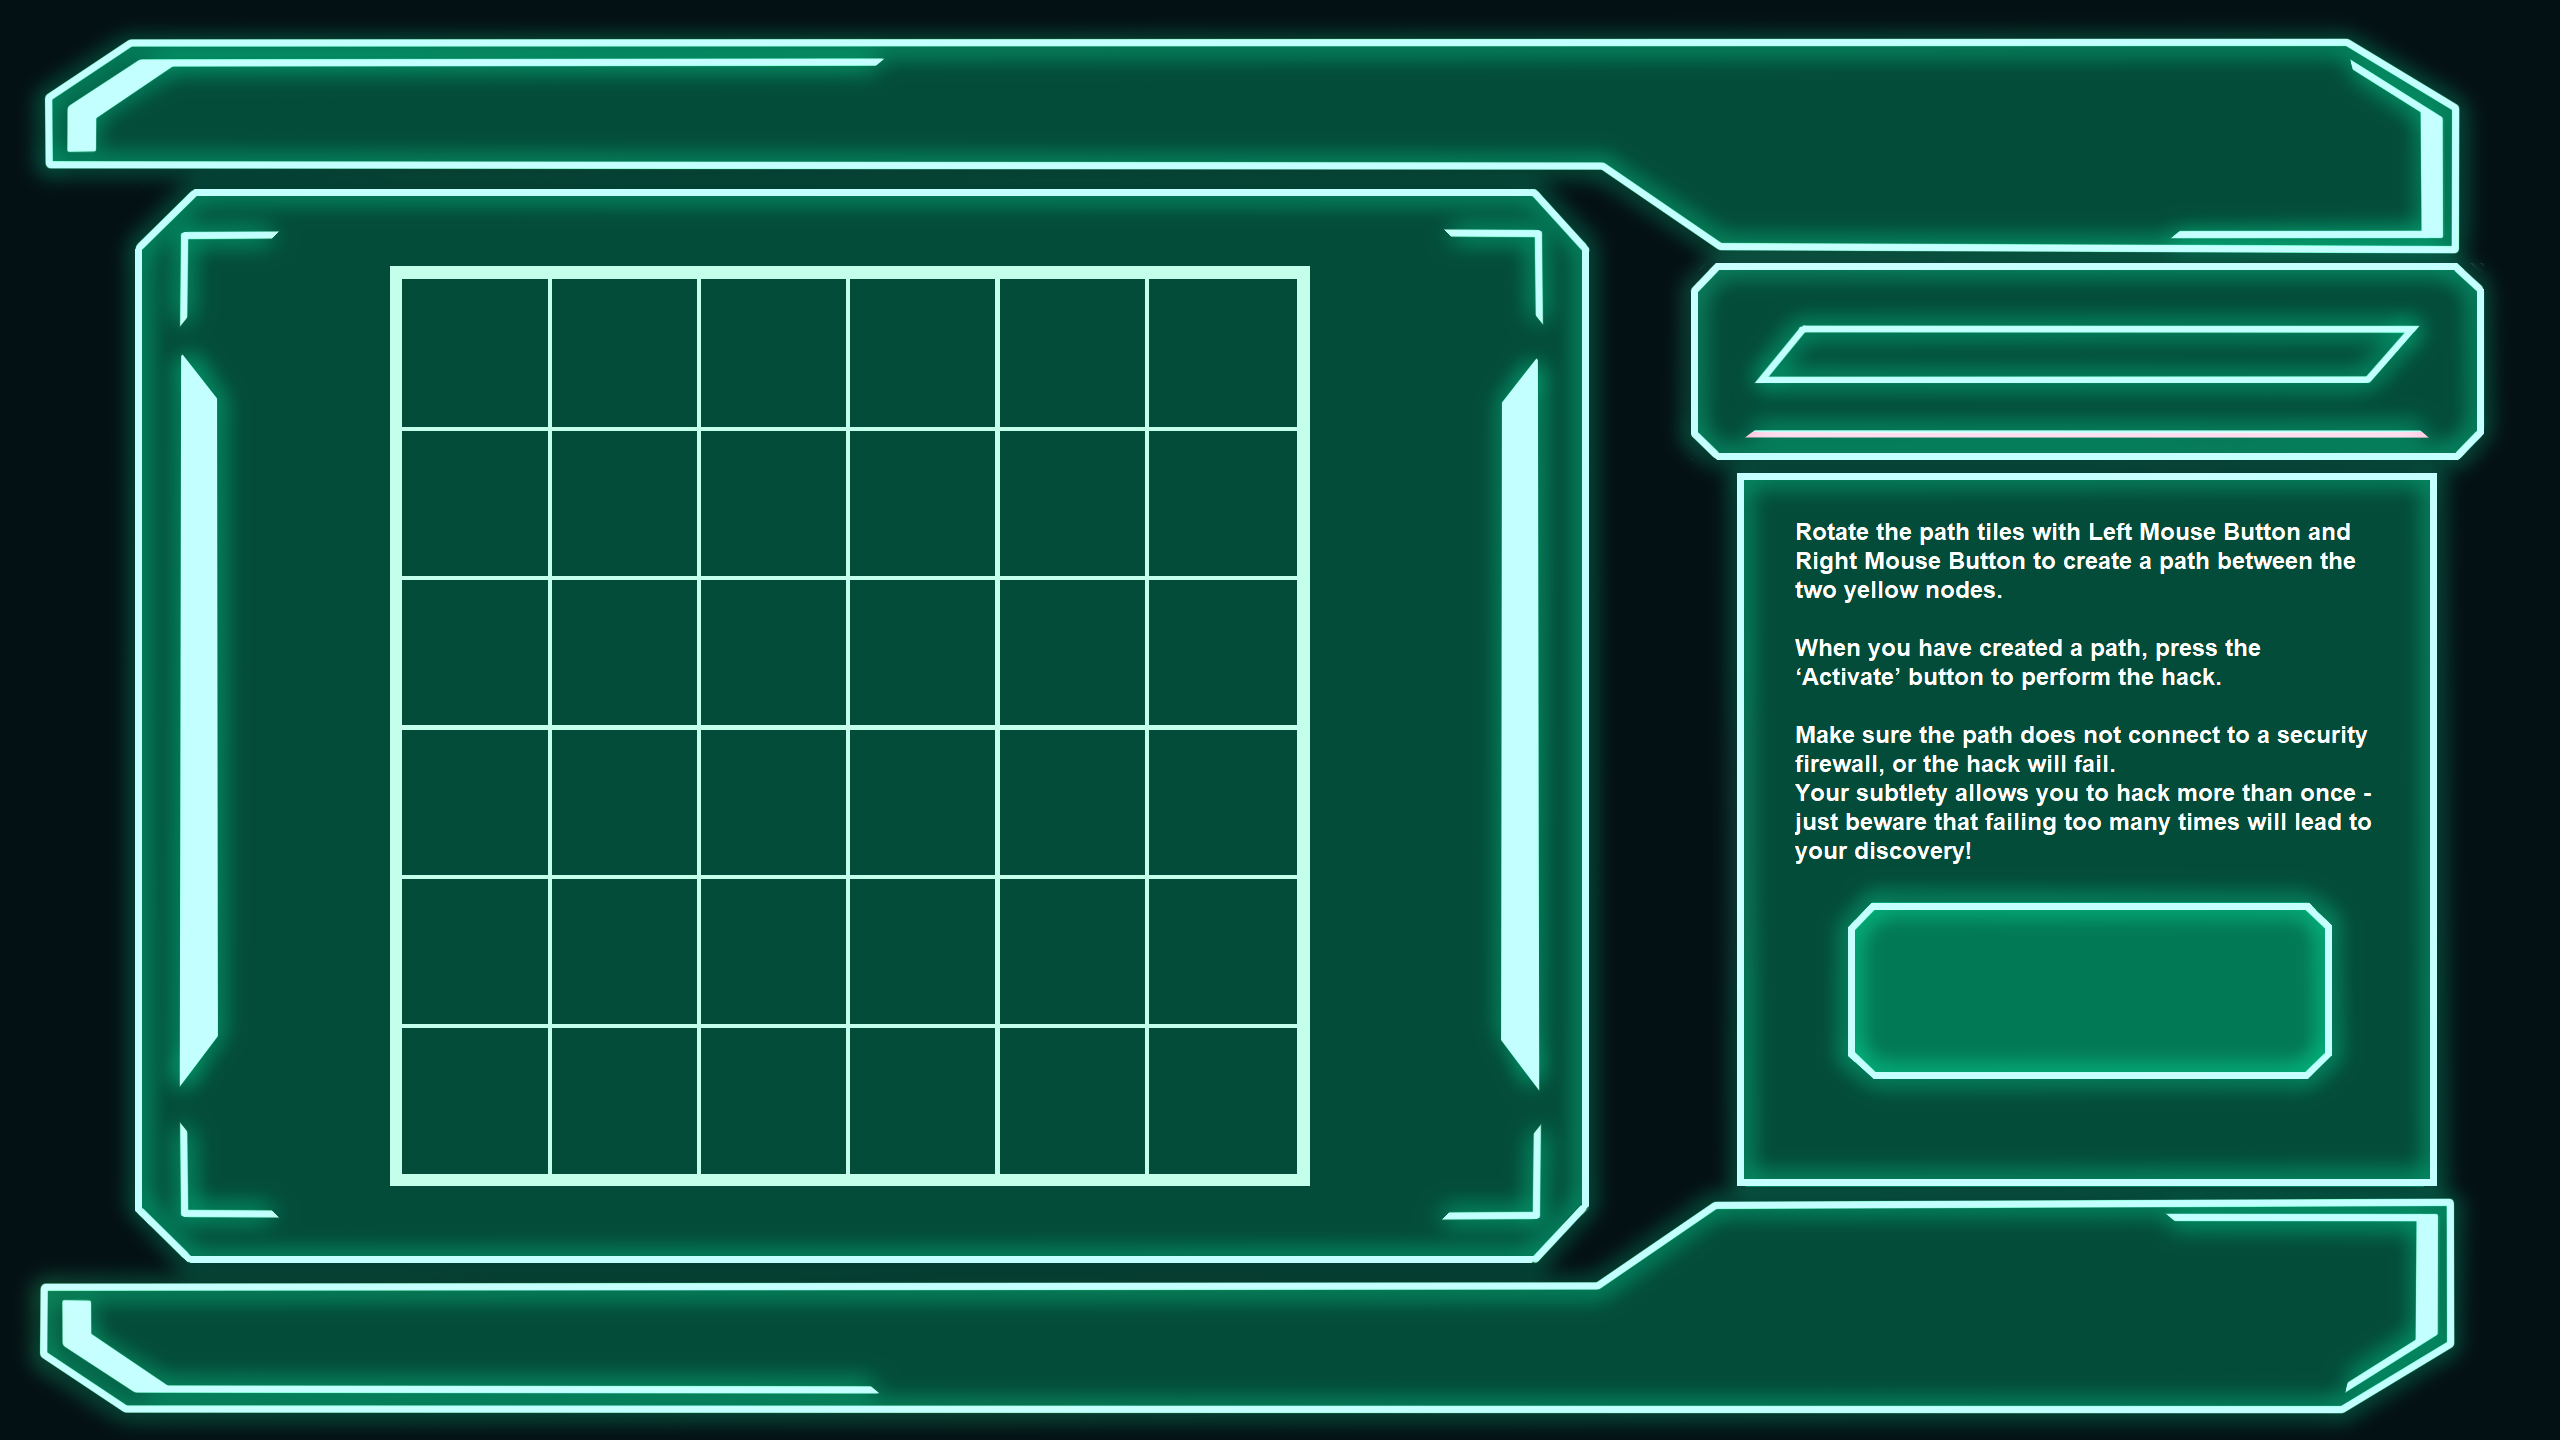 Rotate the path tiles with Left Mouse Button and
Right Mouse Button to create a path between the
two yellow nodes.
When you have created a path, press the
‘Activate’ button to perform the hack.
Make sure the path does not connect to a security
firewall, or the hack will fail.
Your subtlety allows you to hack more than once -
just beware that failing too many times will lead to
your discovery!